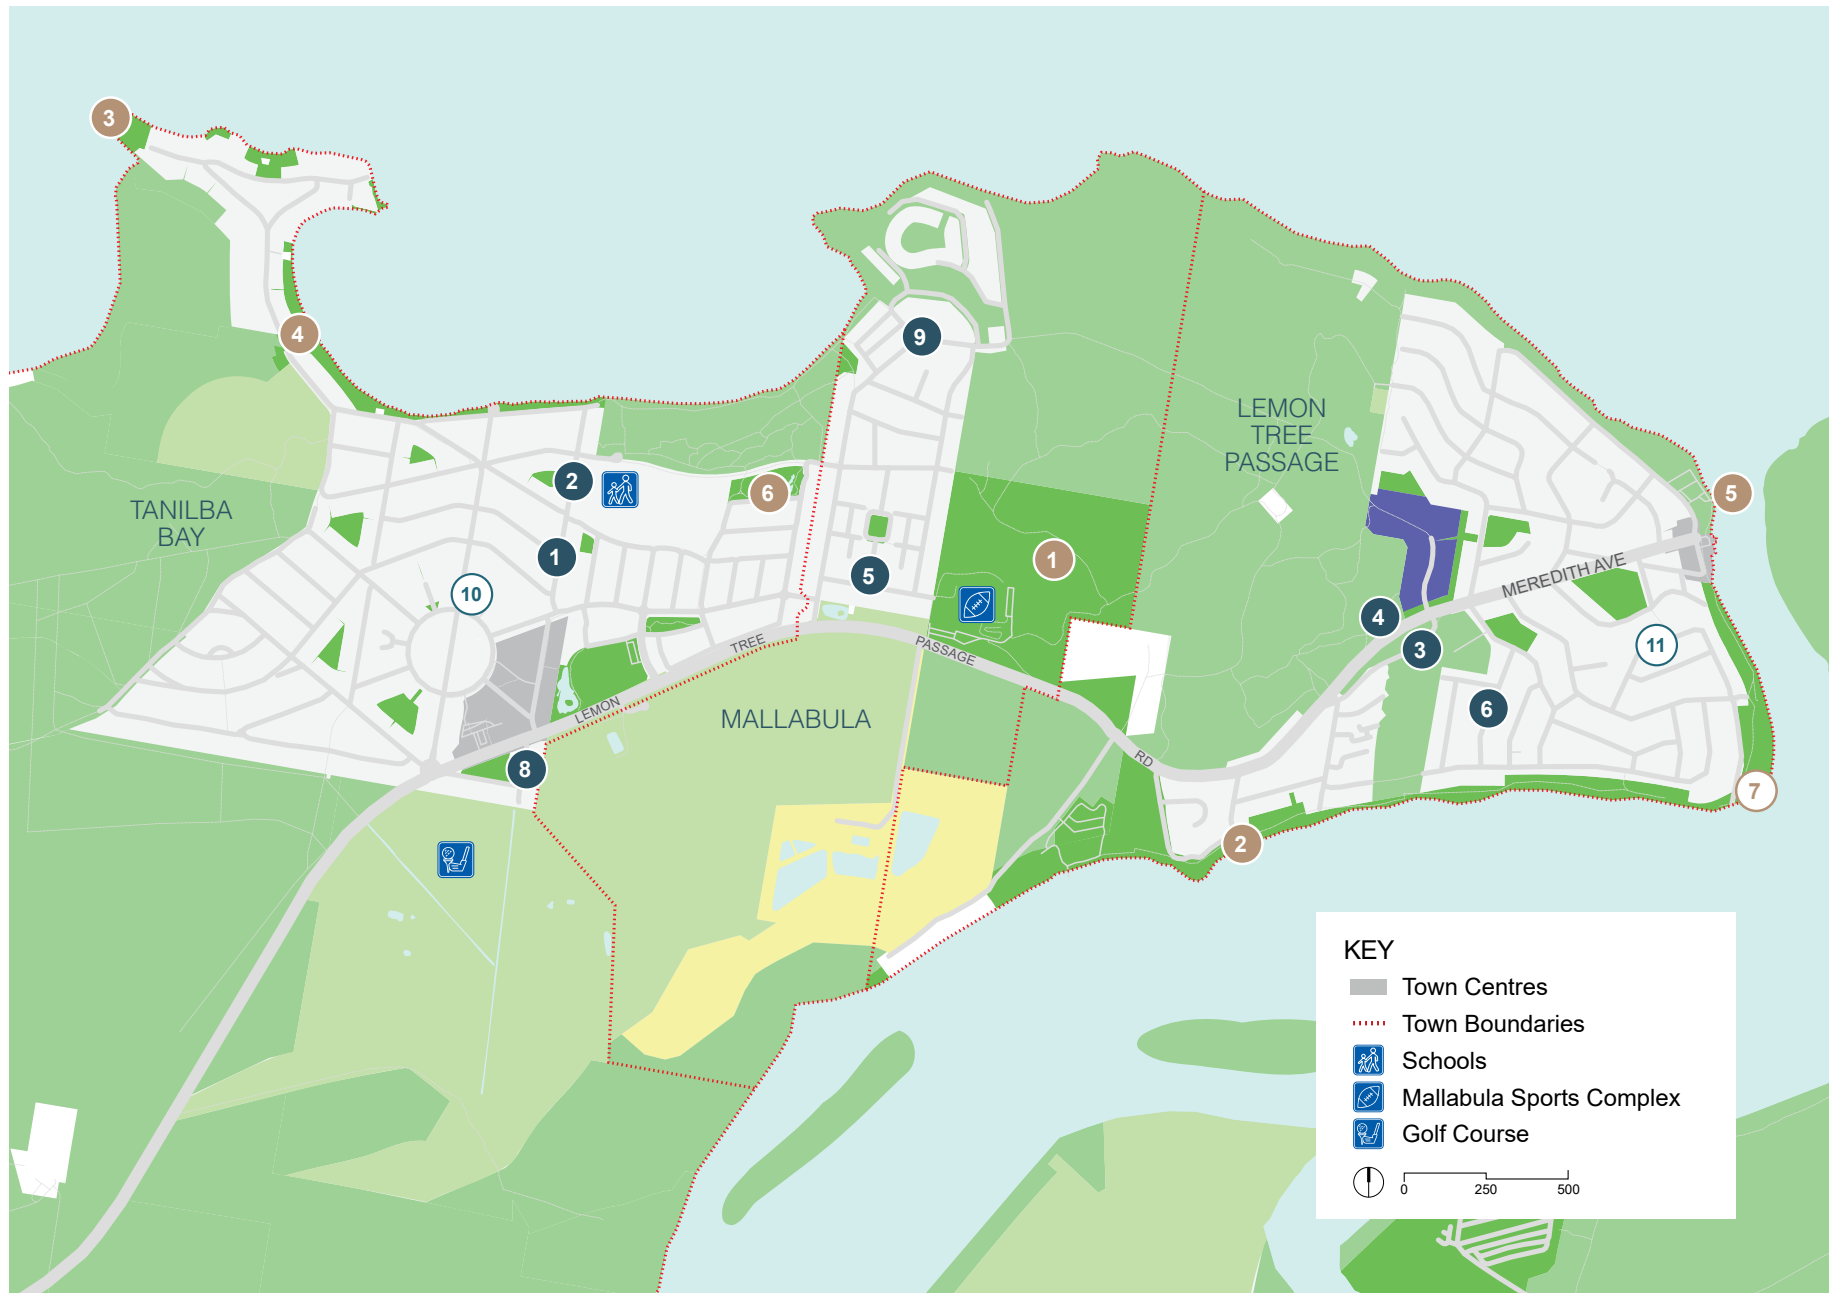 3
4
9
LEMON
TREE
PASSAGE
TANILBA
BAY
2
6
5
1
1
10
5
MEREDITH AVE
4
3
11
LEMON
TREE
PASSAGE
RD
MALLABULA
6
8
7
2
KEY
Town Centres
Town Boundaries
Schools
Mallabula Sports Complex
Golf Course
0 250 500